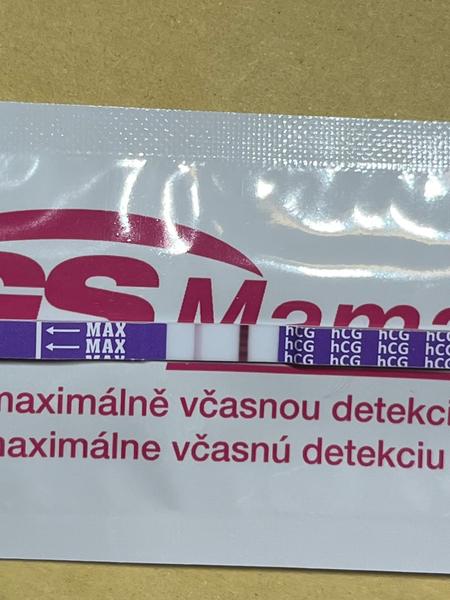 GS Mama
← MAX hCG hCG hCG hCG
← MAX hCG hCG hCG hCG
MAX hCG hCG hCG hCG
maximálně včasnou detekci
maximálne včasnú detekciu